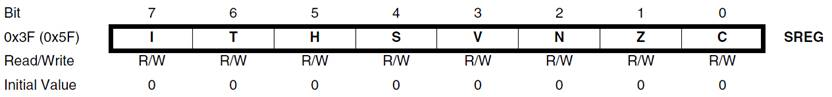 Bit 7 6 5 4 3 2 1 0
0x3F (0x5F) I T H S V N Z C SREG
Read/Write R/W R/W R/W R/W R/W R/W R/W R/W
Initial Value 0 0 0 0 0 0 0 0